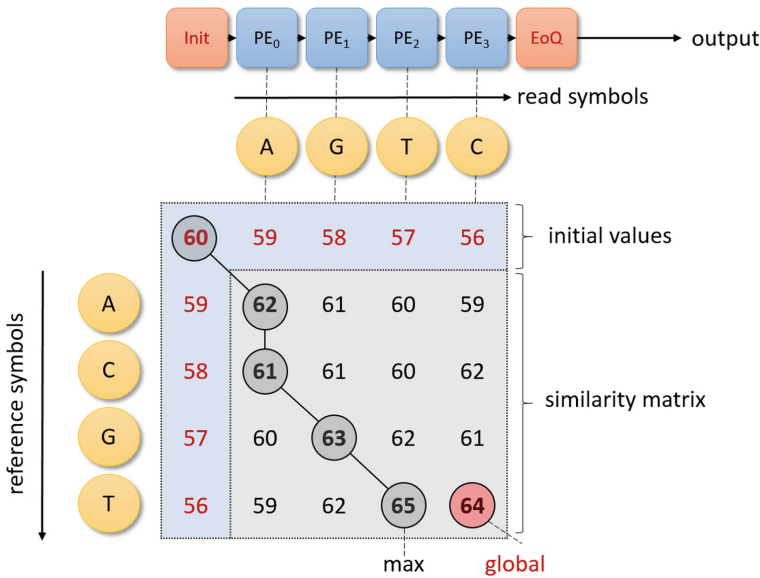 Init PE0 PE1 PE2 PE3 EoQ output
read symbols
A G T C
60 59 58 57 56 initial values
A 59 62 61 60 59
C 58 61 61 60 62
similarity matrix
reference symbols
G 57 60 63 62 61
T 56 59 62 65 64
max global